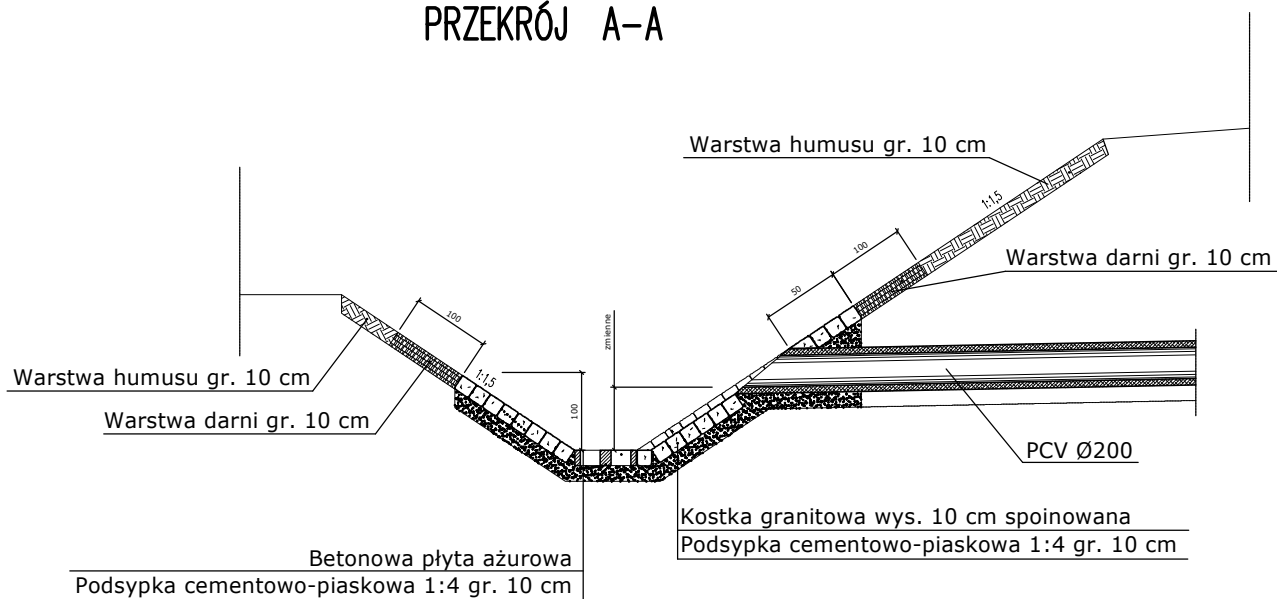 PRZEKRÓJ A-A
Warstwa humusu gr. 10 cm
1:1,5
100
Warstwa darni gr. 10 cm
50
100
zmienne
Warstwa humusu gr. 10 cm
1:1,5
Warstwa darni gr. 10 cm
100
PCV Ø200
Kostka granitowa wys. 10 cm spoinowana
Podsypka cementowo-piaskowa 1:4 gr. 10 cm
Betonowa płyta ażurowa
Podsypka cementowo-piaskowa 1:4 gr. 10 cm